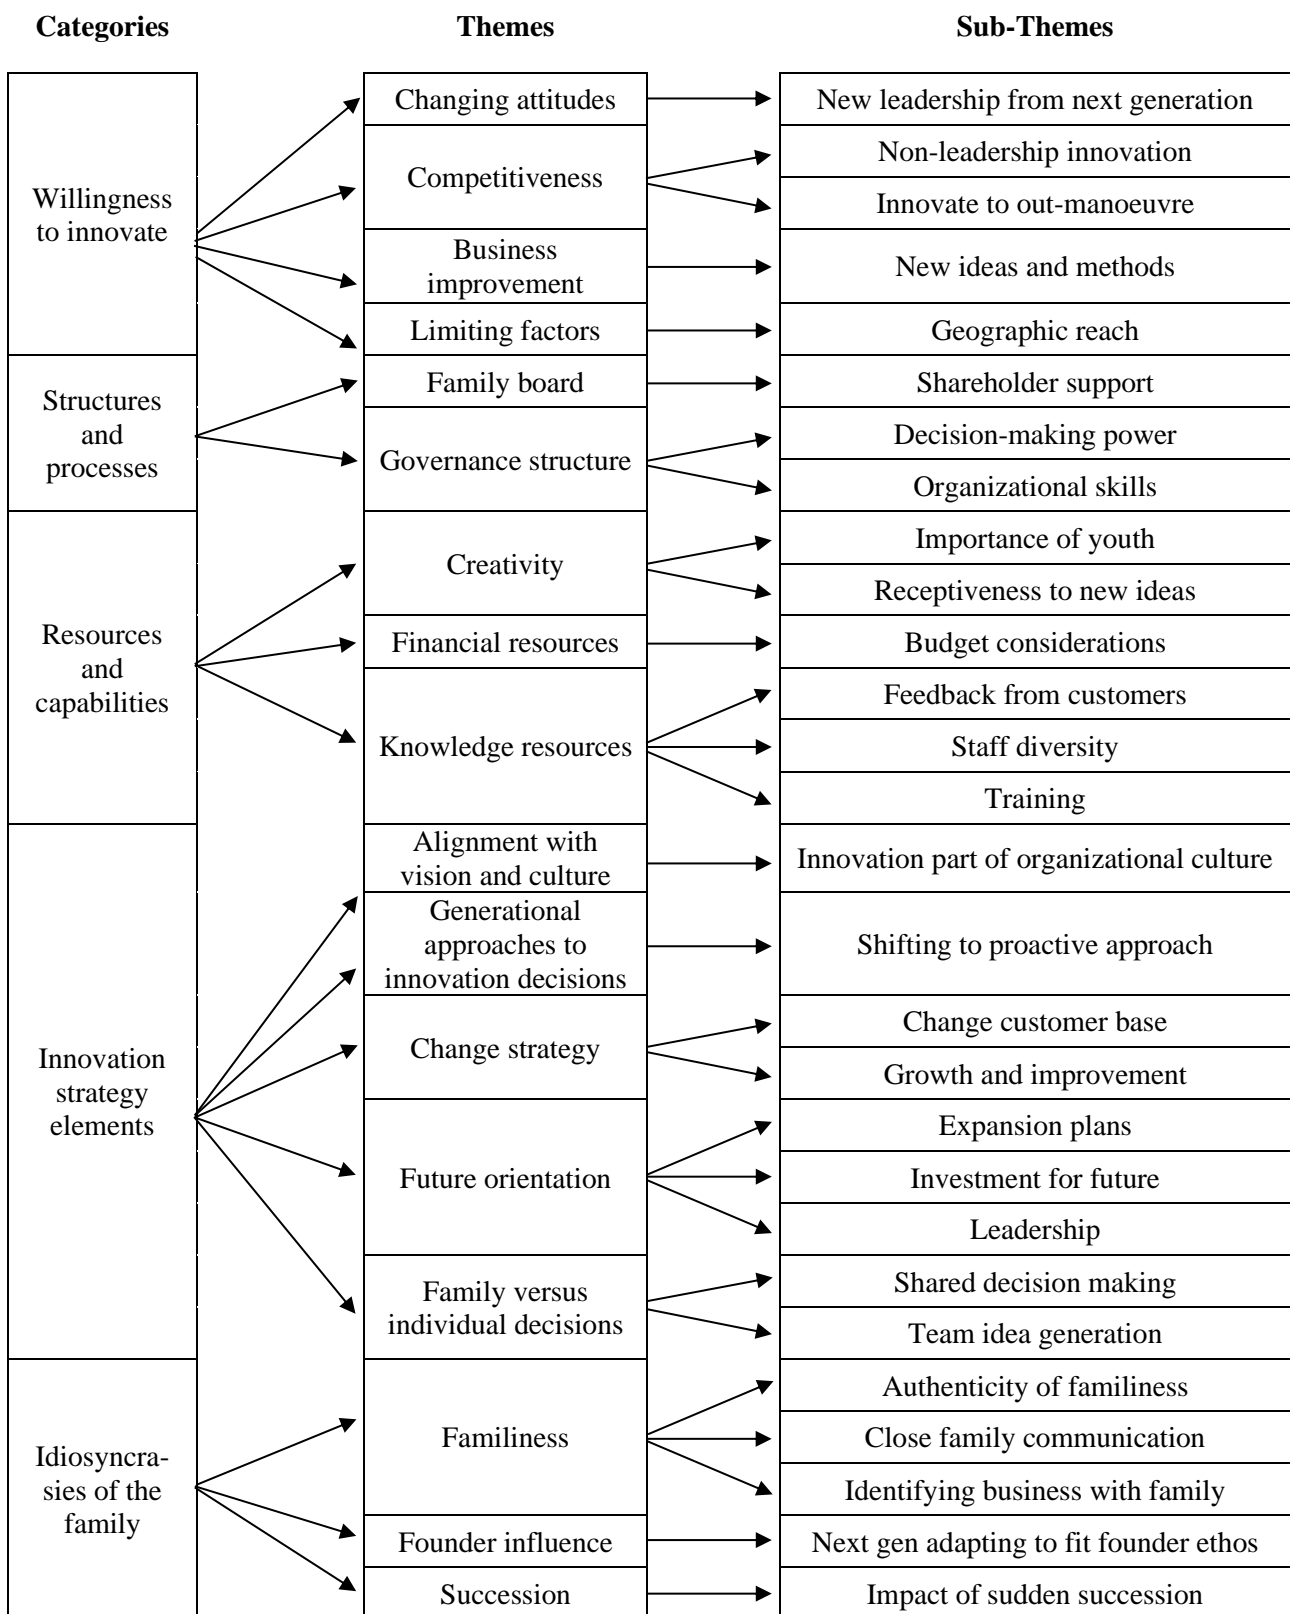 Categories Themes Sub-Themes
Willingness
to innovate
Changing attitudes
New leadership from next generation
Competitiveness
Non-leadership innovation
Innovate to out-manoeuvre
Business
improvement
New ideas and methods
Limiting factors
Geographic reach
Structures
and
processes
Family board
Shareholder support
Governance structure
Decision-making power
Organizational skills
Resources
and
capabilities
Creativity
Importance of youth
Receptiveness to new ideas
Financial resources
Budget considerations
Knowledge resources
Feedback from customers
Staff diversity
Training
Innovation
strategy
elements
Alignment with
vision and culture
Innovation part of organizational culture
Generational
approaches to
innovation decisions
Shifting to proactive approach
Change strategy
Change customer base
Growth and improvement
Future orientation
Expansion plans
Investment for future
Leadership
Family versus
individual decisions
Shared decision making
Team idea generation
Idiosyncra-
sies of the
family
Familiness
Authenticity of familiness
Close family communication
Identifying business with family
Founder influence
Next gen adapting to fit founder ethos
Succession
Impact of sudden succession